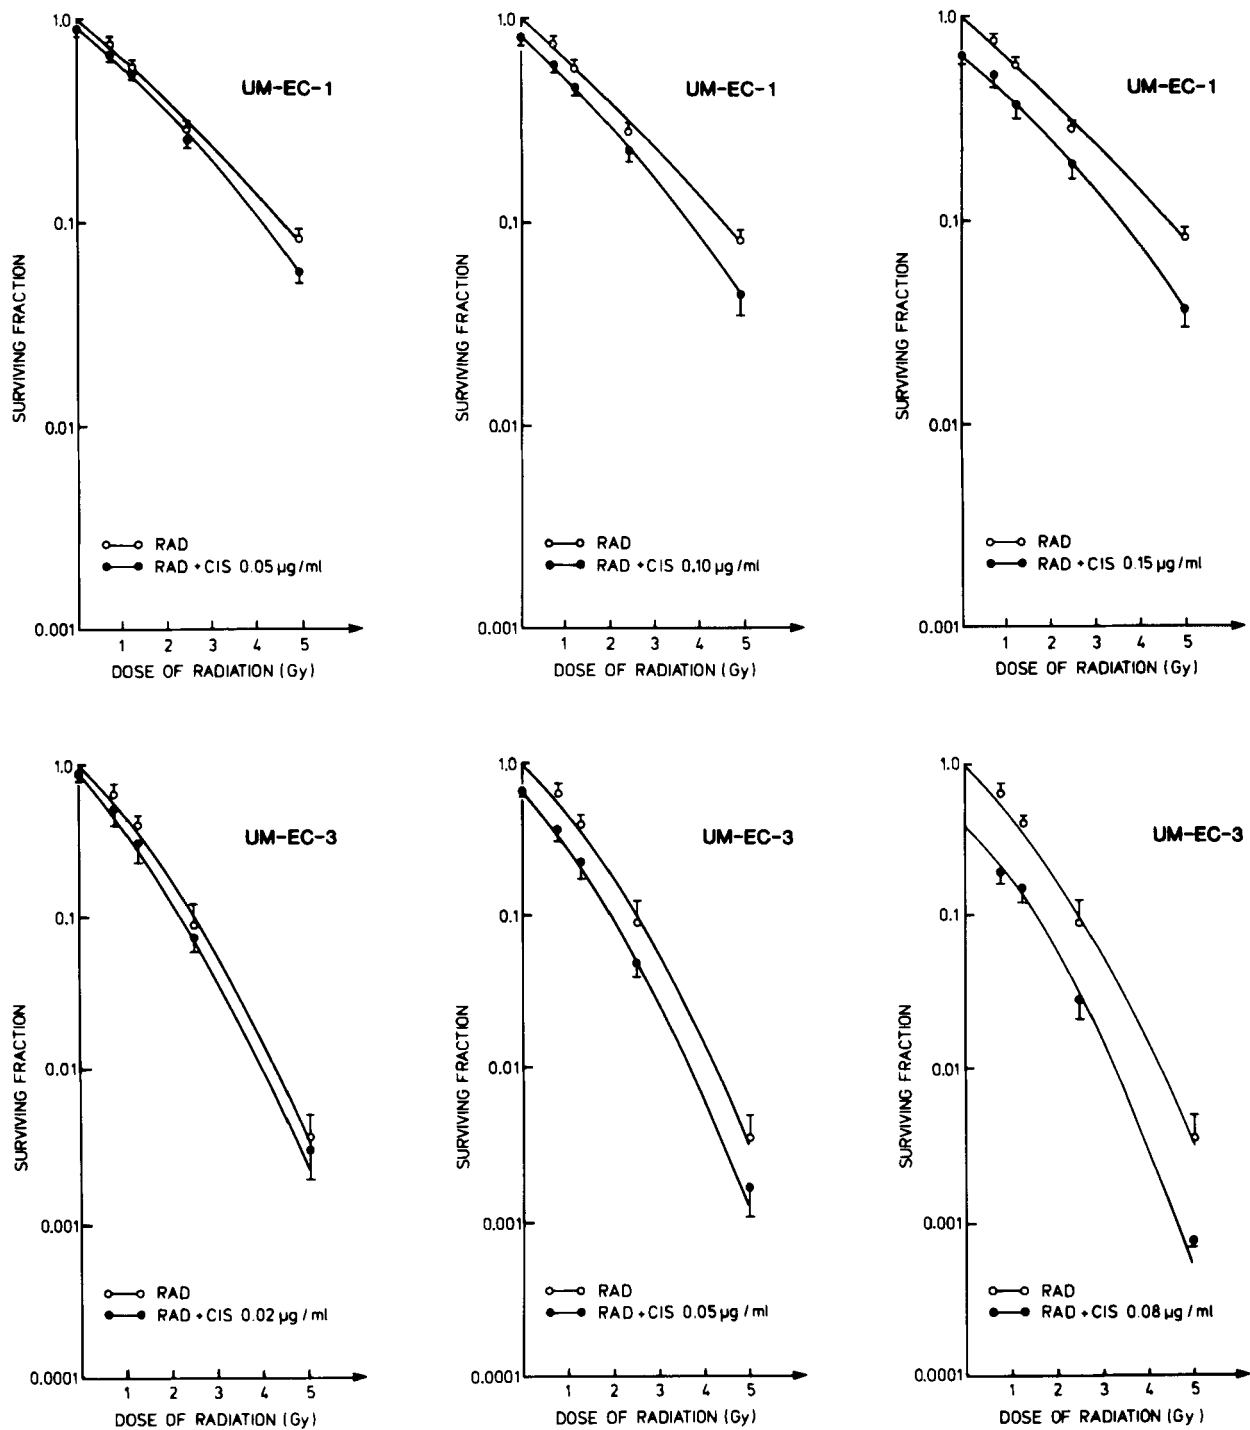 1.0
UM-EC-1
0.1
0.01
0.001
SURVIVING FRACTION
RAD
RAD + CIS 0.05 µg/ml
1 2 3 4 5
DOSE OF RADIATION (Gy)
1.0
UM-EC-1
0.1
0.01
0.001
SURVIVING FRACTION
RAD
RAD + CIS 0.10 µg/ml
1 2 3 4 5
DOSE OF RADIATION (Gy)
1.0
UM-EC-1
0.1
0.01
0.001
SURVIVING FRACTION
RAD
RAD + CIS 0.15 µg/ml
1 2 3 4 5
DOSE OF RADIATION (Gy)
1.0
UM-EC-3
0.1
0.01
0.001
0.0001
SURVIVING FRACTION
RAD
RAD + CIS 0.02 µg/ml
1 2 3 4 5
DOSE OF RADIATION (Gy)
1.0
UM-EC-3
0.1
0.01
0.001
0.0001
SURVIVING FRACTION
RAD
RAD + CIS 0.05 µg/ml
1 2 3 4 5
DOSE OF RADIATION (Gy)
1.0
UM-EC-3
0.1
0.01
0.001
0.0001
SURVIVING FRACTION
RAD
RAD + CIS 0.08 µg/ml
1 2 3 4 5
DOSE OF RADIATION (Gy)